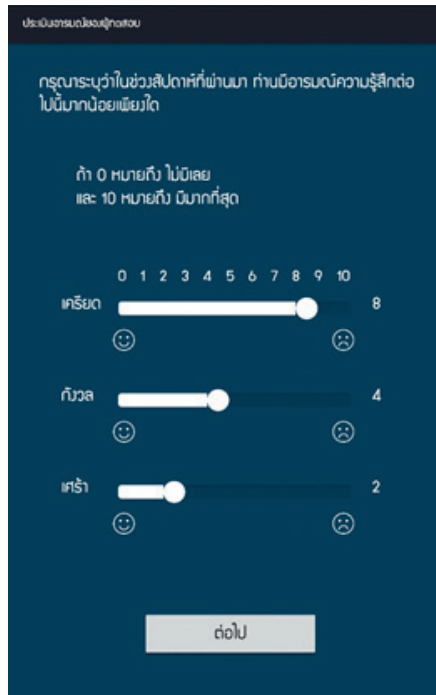 ประเมินอารมณ์ของผู้ทดสอบ
กรุณาระบุว่าในช่วงสัปดาห์ที่ผ่านมา ท่านมีอารมณ์ความรู้สึกต่อ
ไปนี้มากน้อยเพียงใด
ถ้า 0 หมายถึง ไม่มีเลย
และ 10 หมายถึง มีมากที่สุด
0 1 2 3 4 5 6 7 8 9 10
เครียด 8
กังวล 4
เศร้า 2
ต่อไป